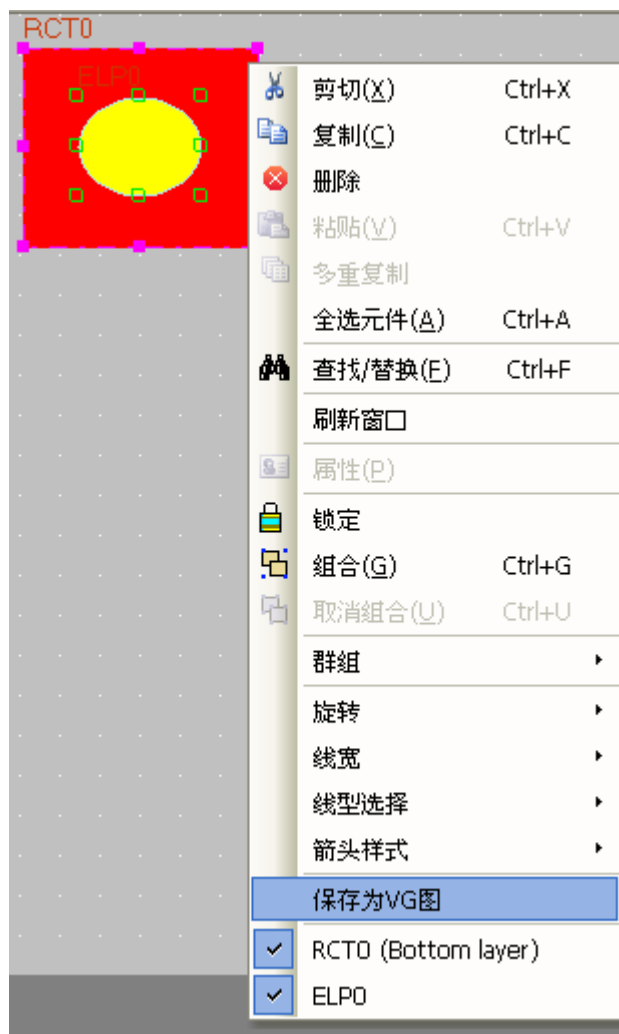 RCT0
ELP0
剪切(X) Ctrl+X
复制(C) Ctrl+C
删除
粘贴(V) Ctrl+V
多重复制
全选元件(A) Ctrl+A
查找/替换(F) Ctrl+F
刷新窗口
属性(P)
锁定
组合(G) Ctrl+G
取消组合(U) Ctrl+U
群组
旋转
线宽
线型选择
箭头样式
保存为VG图
RCT0 (Bottom layer)
ELP0